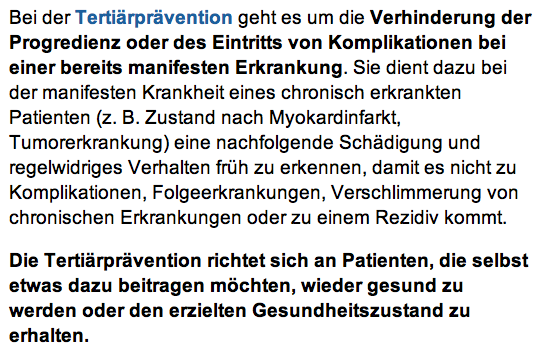 Bei der Tertiärprävention geht es um die Verhinderung der
Progredienz oder des Eintritts von Komplikationen bei
einer bereits manifesten Erkrankung. Sie dient dazu bei
der manifesten Krankheit eines chronisch erkrankten
Patienten (z. B. Zustand nach Myokardinfarkt,
Tumorerkrankung) eine nachfolgende Schädigung und
regelwidriges Verhalten früh zu erkennen, damit es nicht zu
Komplikationen, Folgeerkrankungen, Verschlimmerung von
chronischen Erkrankungen oder zu einem Rezidiv kommt.
Die Tertiärprävention richtet sich an Patienten, die selbst
etwas dazu beitragen möchten, wieder gesund zu
werden oder den erzielten Gesundheitszustand zu
erhalten.